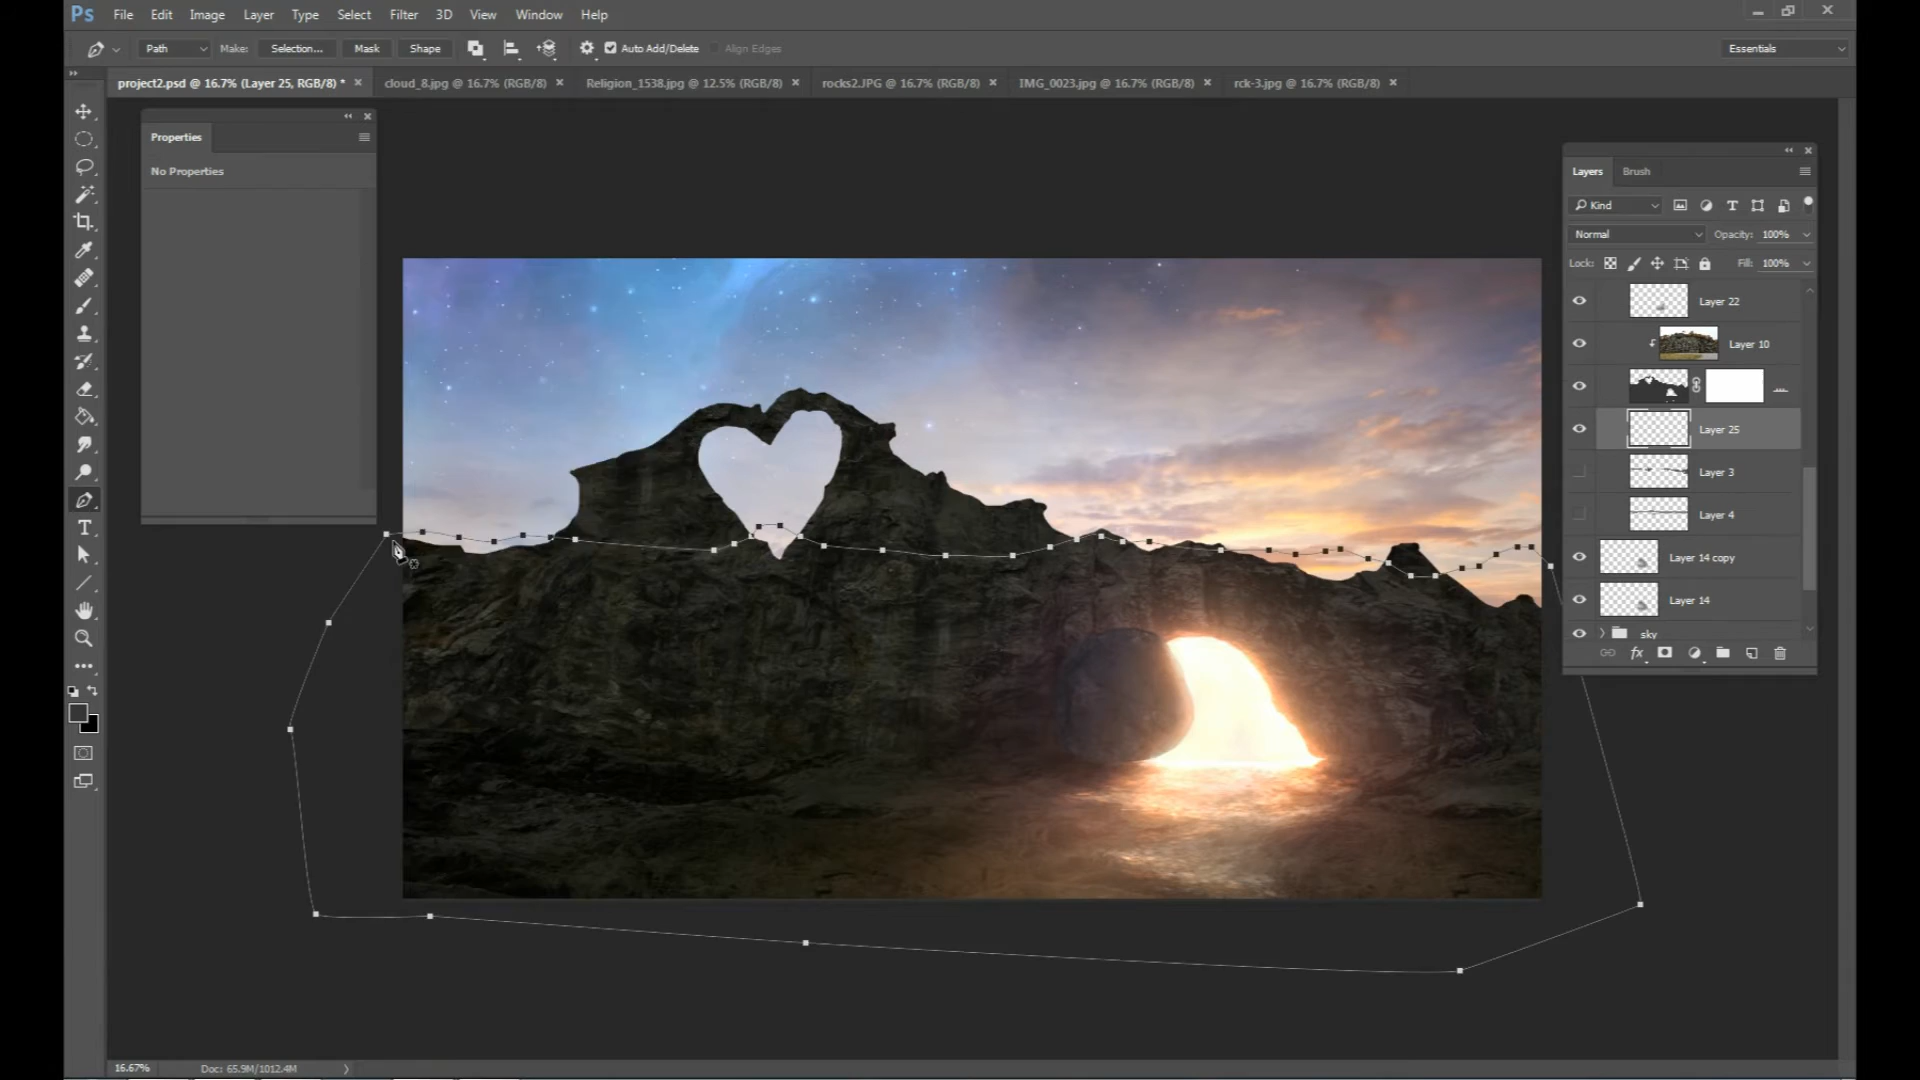 Ps File Edit Image Layer Type Select Filter 3D View Window Help
Path Make: Selection... Mask Shape Auto Add/Delete Align Edges Essentials
project2.psd @ 16.7% (Layer 25, RGB/8) * cloud_8.jpg @ 16.7% (RGB/8) Religion_1538.jpg @ 12.5% (RGB/8) rocks2.JPG @ 16.7% (RGB/8) IMG_0023.jpg @ 16.7% (RGB/8) rck-3.jpg @ 16.7% (RGB/8)
Properties
No Properties
Layers Brush
Kind
Normal Opacity: 100%
Lock: Fill: 100%
Layer 22
Layer 10
Layer 25
Layer 3
Layer 4
Layer 14 copy
Layer 14
sky
fx
16.67% Doc: 65.9M/1012.4M